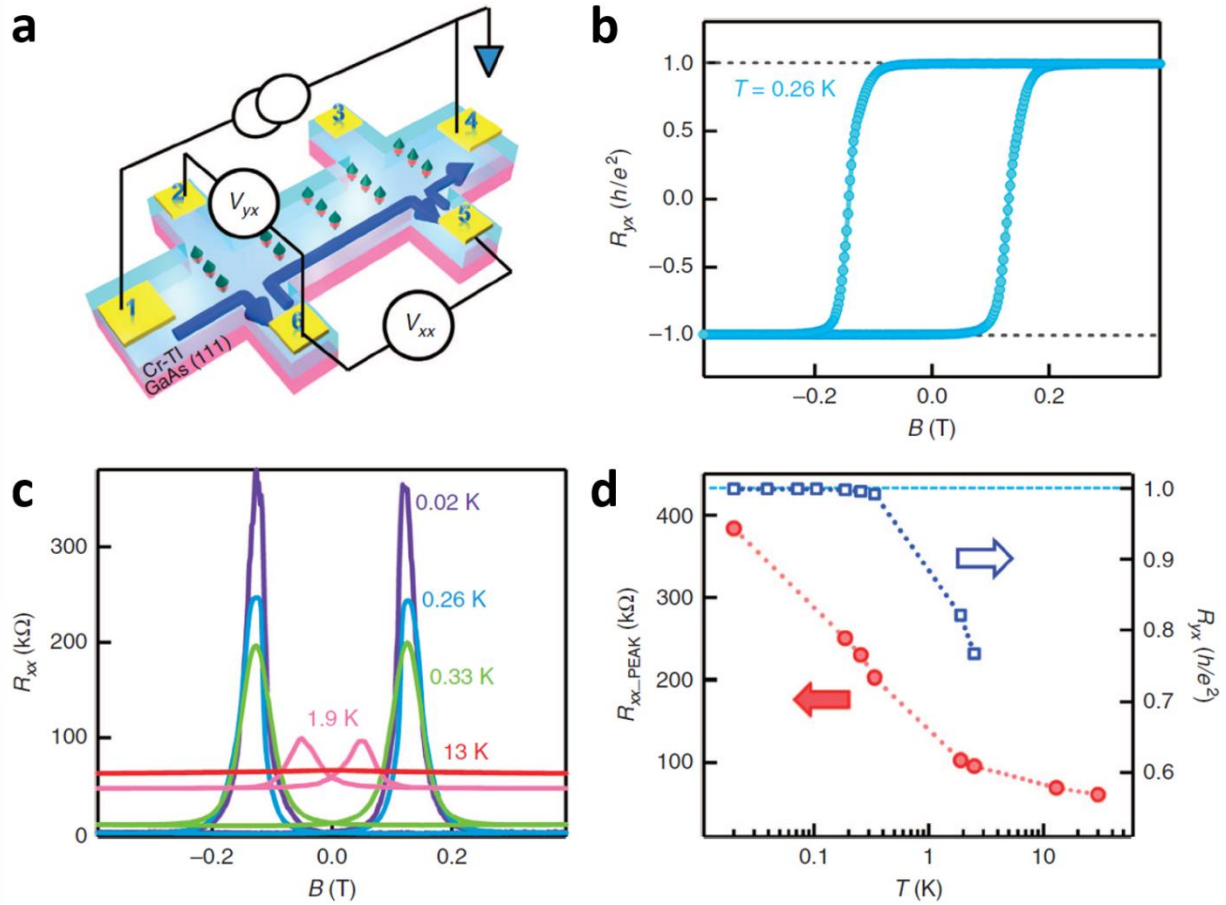 a
1
2
3
4
5
6
V_yx
V_xx
Cr-TI
GaAs (111)
b
T = 0.26 K
1.0
0.5
0.0
−0.5
−1.0
R_yx (h/e²)
−0.2
0.0
0.2
B (T)
c
0.02 K
0.26 K
0.33 K
1.9 K
13 K
300
200
100
0
R_xx (kΩ)
−0.2
0.0
0.2
B (T)
d
400
300
200
100
R_xx_PEAK (kΩ)
1.0
0.9
0.8
0.7
0.6
R_yx (h/e²)
0.1
1
10
T (K)